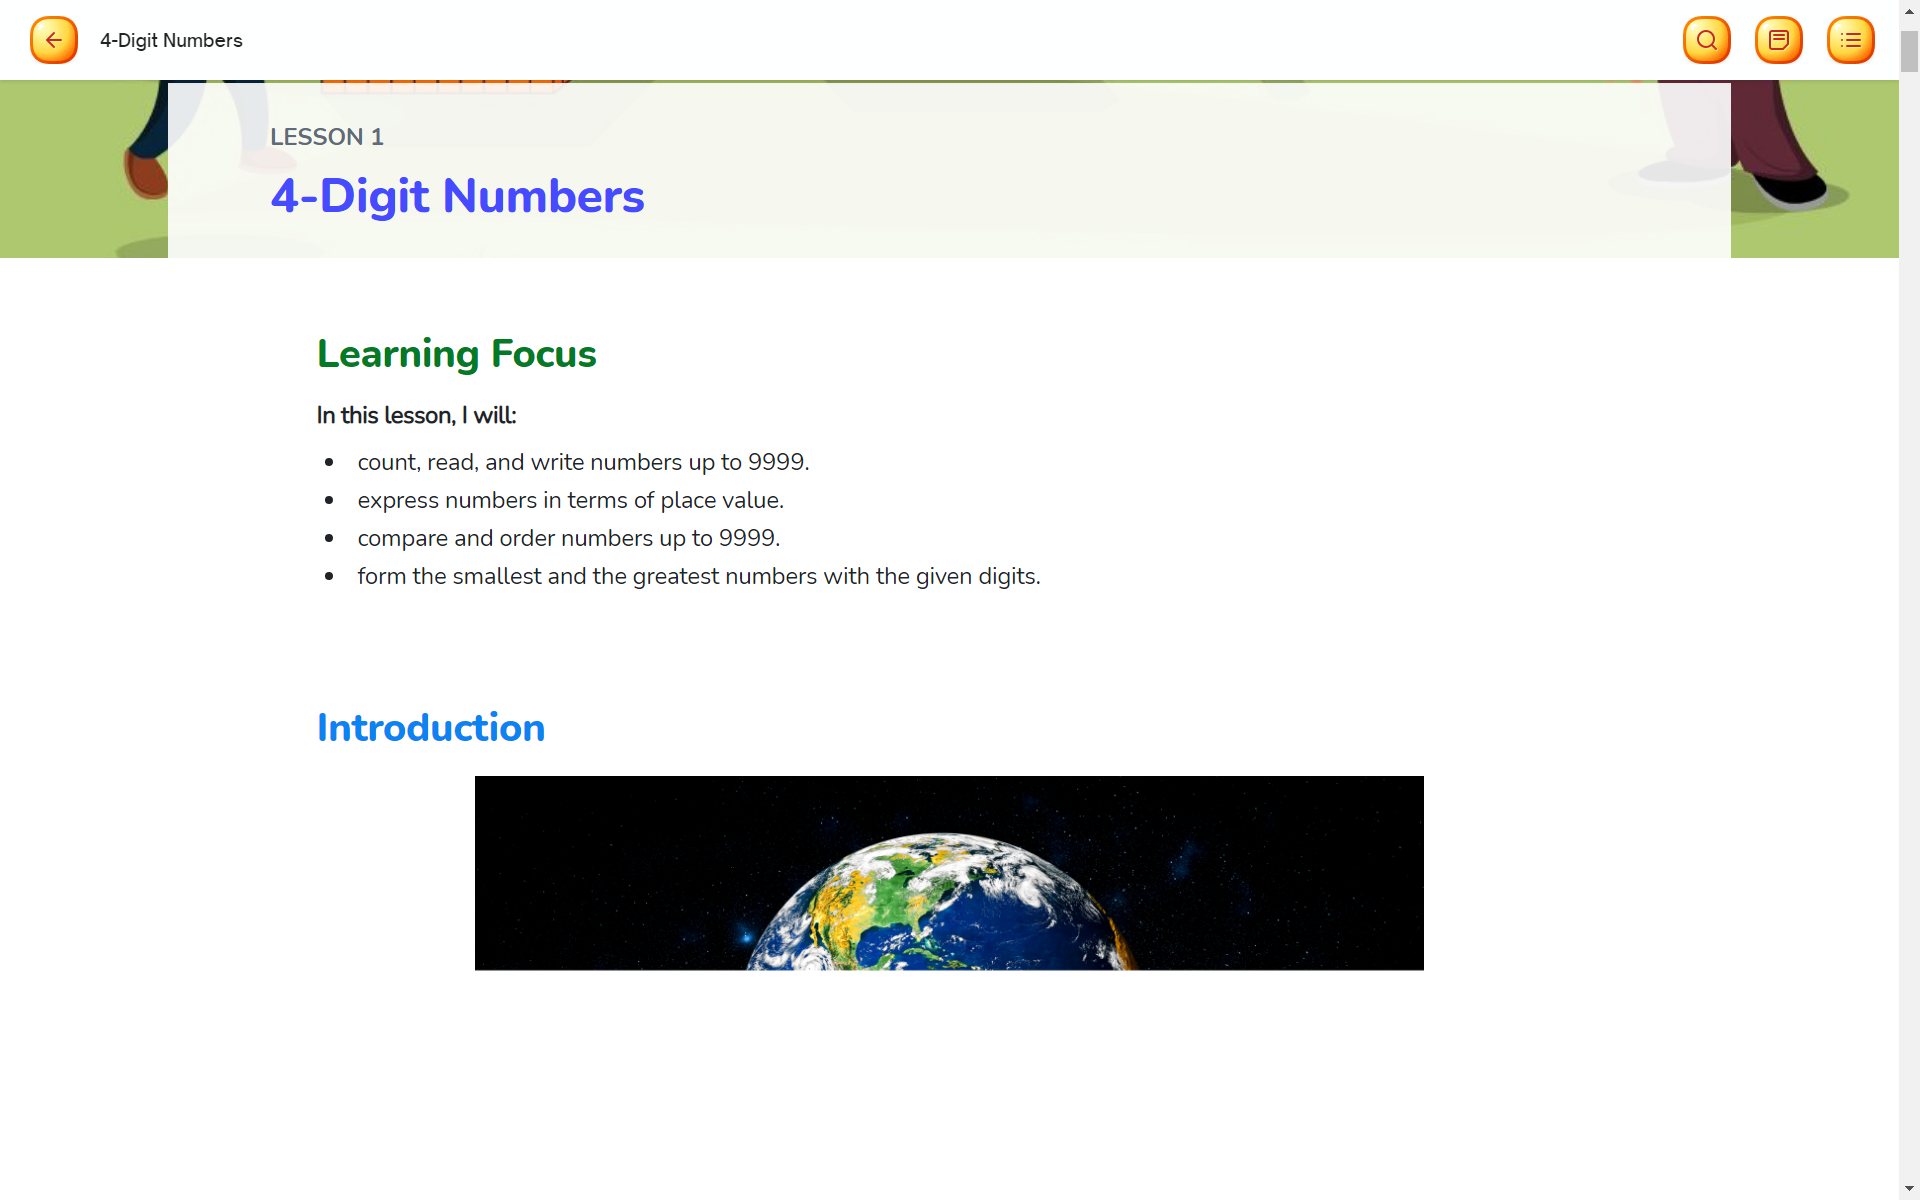 4-Digit Numbers
LESSON 1
4-Digit Numbers
Learning Focus
In this lesson, I will:
count, read, and write numbers up to 9999.
express numbers in terms of place value.
compare and order numbers up to 9999.
form the smallest and the greatest numbers with the given digits.
Introduction